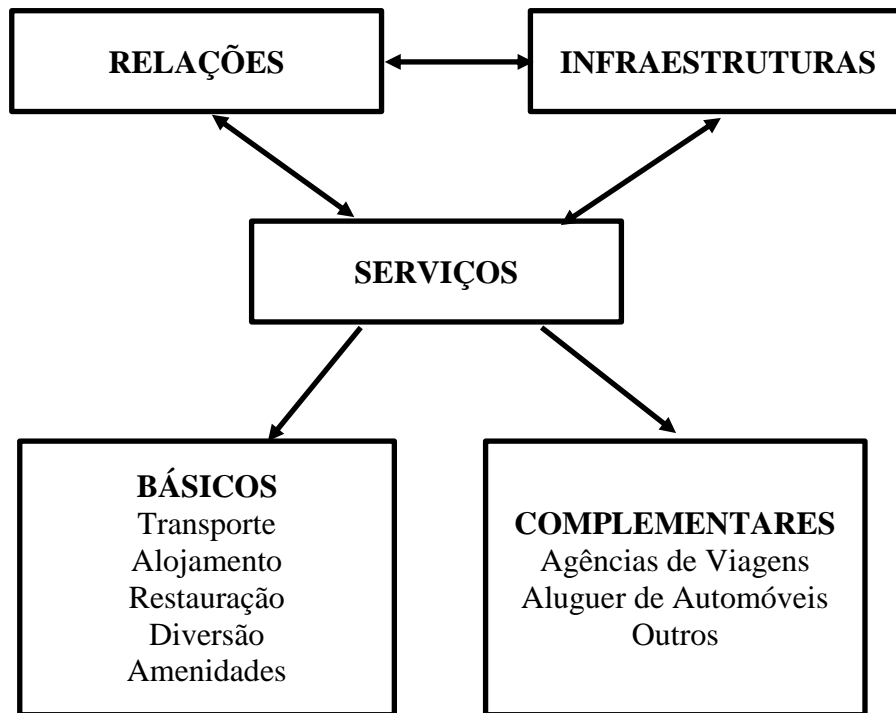 RELAÇÕES
INFRAESTRUTURAS
SERVIÇOS
BÁSICOS
Transporte
Alojamento
Restauração
Diversão
Amenidades
COMPLEMENTARES
Agências de Viagens
Aluguer de Automóveis
Outros